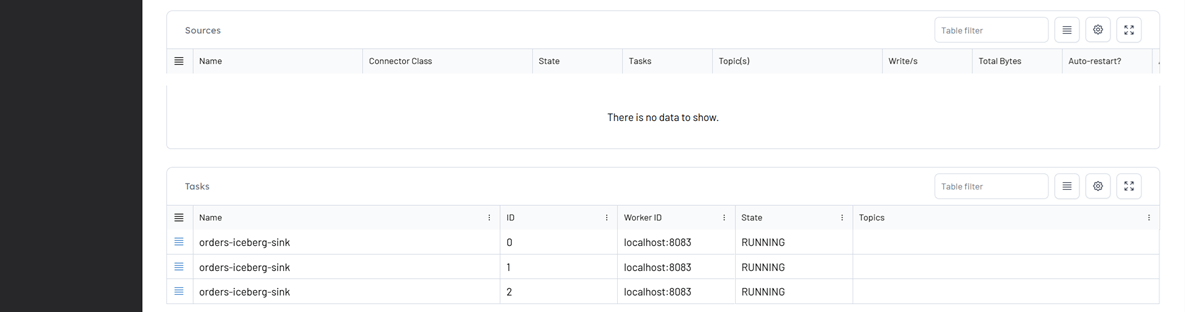 Sources
Table filter
Name Connector Class State Tasks Topic(s) Write/s Total Bytes Auto-restart?
There is no data to show.
Tasks
Table filter
Name ID Worker ID State Topics
orders-iceberg-sink 0 localhost:8083 RUNNING
orders-iceberg-sink 1 localhost:8083 RUNNING
orders-iceberg-sink 2 localhost:8083 RUNNING